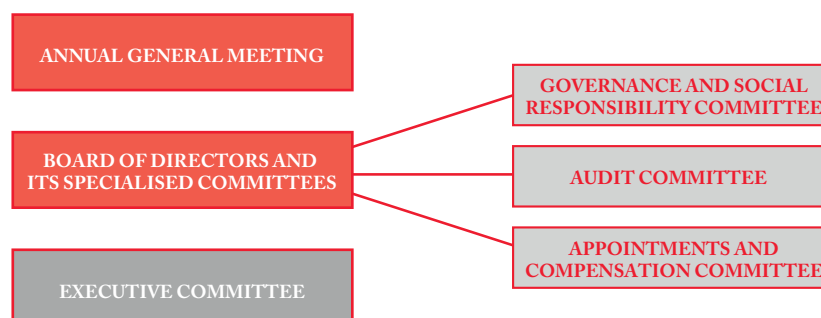 ANNUAL GENERAL MEETING
BOARD OF DIRECTORS AND
ITS SPECIALISED COMMITTEES
EXECUTIVE COMMITTEE
GOVERNANCE AND SOCIAL
RESPONSIBILITY COMMITTEE
AUDIT COMMITTEE
APPOINTMENTS AND
COMPENSATION COMMITTEE